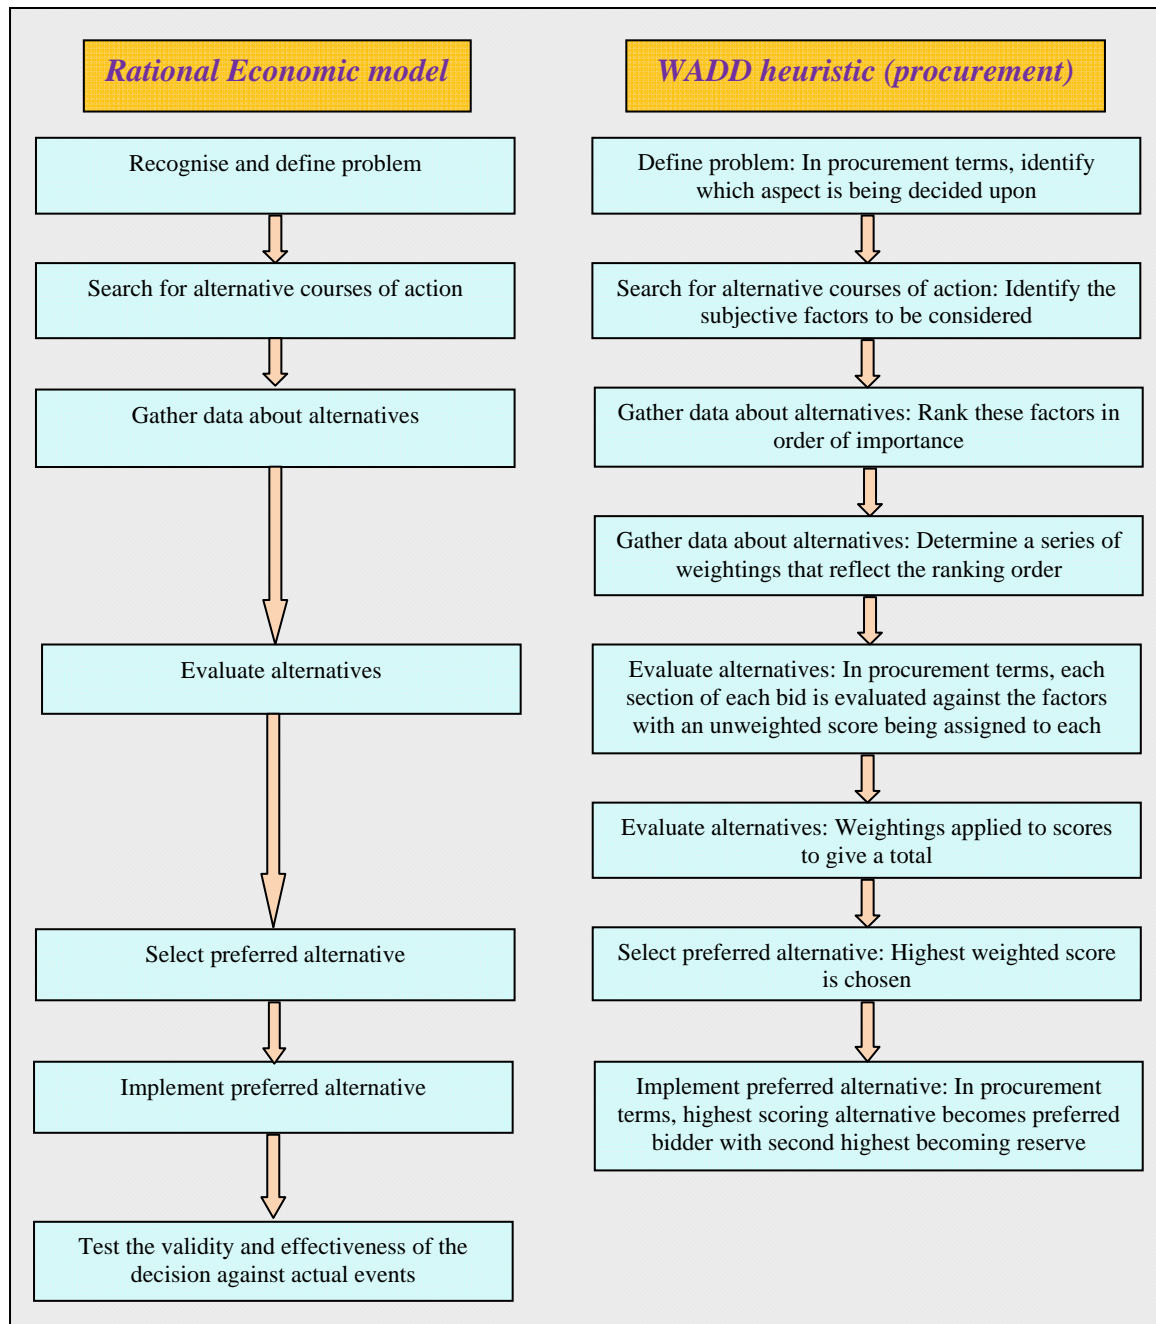 Rational Economic model
Recognise and define problem
Search for alternative courses of action
Gather data about alternatives
Evaluate alternatives
Select preferred alternative
Implement preferred alternative
Test the validity and effectiveness of the
decision against actual events
WADD heuristic (procurement)
Define problem: In procurement terms, identify
which aspect is being decided upon
Search for alternative courses of action: Identify the
subjective factors to be considered
Gather data about alternatives: Rank these factors in
order of importance
Gather data about alternatives: Determine a series of
weightings that reflect the ranking order
Evaluate alternatives: In procurement terms, each
section of each bid is evaluated against the factors
with an unweighted score being assigned to each
Evaluate alternatives: Weightings applied to scores
to give a total
Select preferred alternative: Highest weighted score
is chosen
Implement preferred alternative: In procurement
terms, highest scoring alternative becomes preferred
bidder with second highest becoming reserve